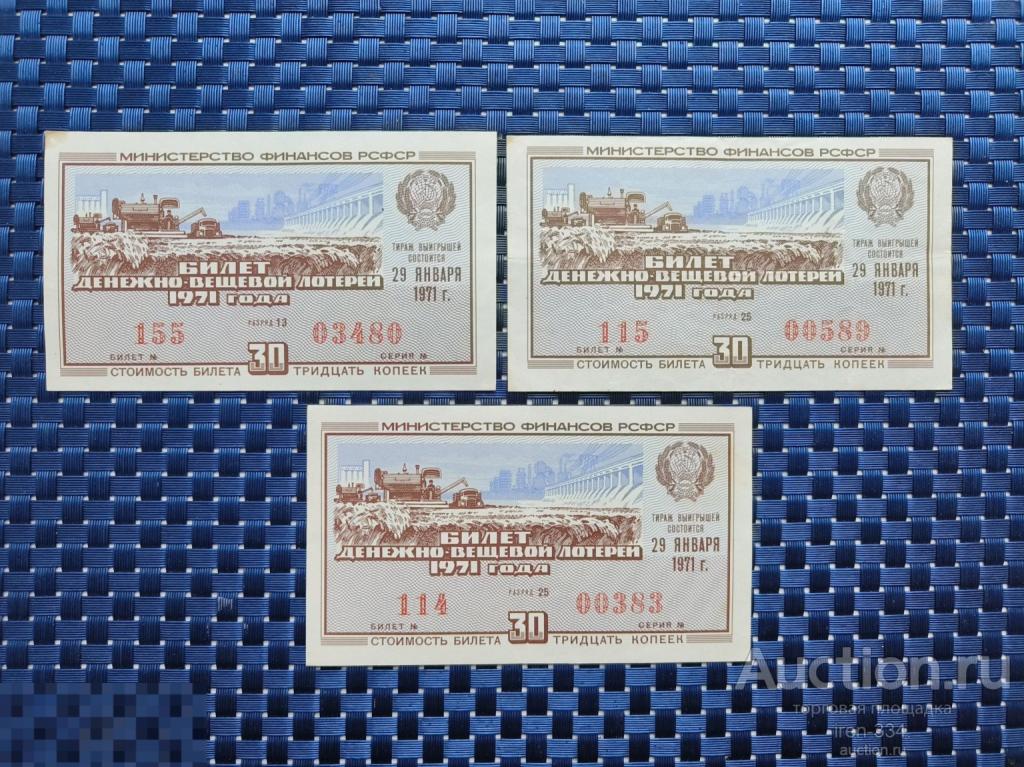 МИНИСТЕРСТВО ФИНАНСОВ РСФСР
ТИРАЖ ВЫИГРЫШЕЙ
СОСТОИТСЯ
29 ЯНВАРЯ
1971 г.
БИЛЕТ
ДЕНЕЖНО-ВЕЩЕВОЙ ЛОТЕРЕИ
1971 ГОДА
155 РАЗРЯД 13 03480
БИЛЕТ № СЕРИЯ №
СТОИМОСТЬ БИЛЕТА 30 ТРИДЦАТЬ КОПЕЕК
МИНИСТЕРСТВО ФИНАНСОВ РСФСР
ТИРАЖ ВЫИГРЫШЕЙ
СОСТОИТСЯ
29 ЯНВАРЯ
1971 г.
БИЛЕТ
ДЕНЕЖНО-ВЕЩЕВОЙ ЛОТЕРЕИ
1971 ГОДА
115 РАЗРЯД 25 00589
БИЛЕТ № СЕРИЯ №
СТОИМОСТЬ БИЛЕТА 30 ТРИДЦАТЬ КОПЕЕК
МИНИСТЕРСТВО ФИНАНСОВ РСФСР
ТИРАЖ ВЫИГРЫШЕЙ
СОСТОИТСЯ
29 ЯНВАРЯ
1971 г.
БИЛЕТ
ДЕНЕЖНО-ВЕЩЕВОЙ ЛОТЕРЕИ
1971 ГОДА
114 РАЗРЯД 25 00383
БИЛЕТ № СЕРИЯ №
СТОИМОСТЬ БИЛЕТА 30 ТРИДЦАТЬ КОПЕЕК
Auction.ru
торговая площадка
iren-334
auction.ru